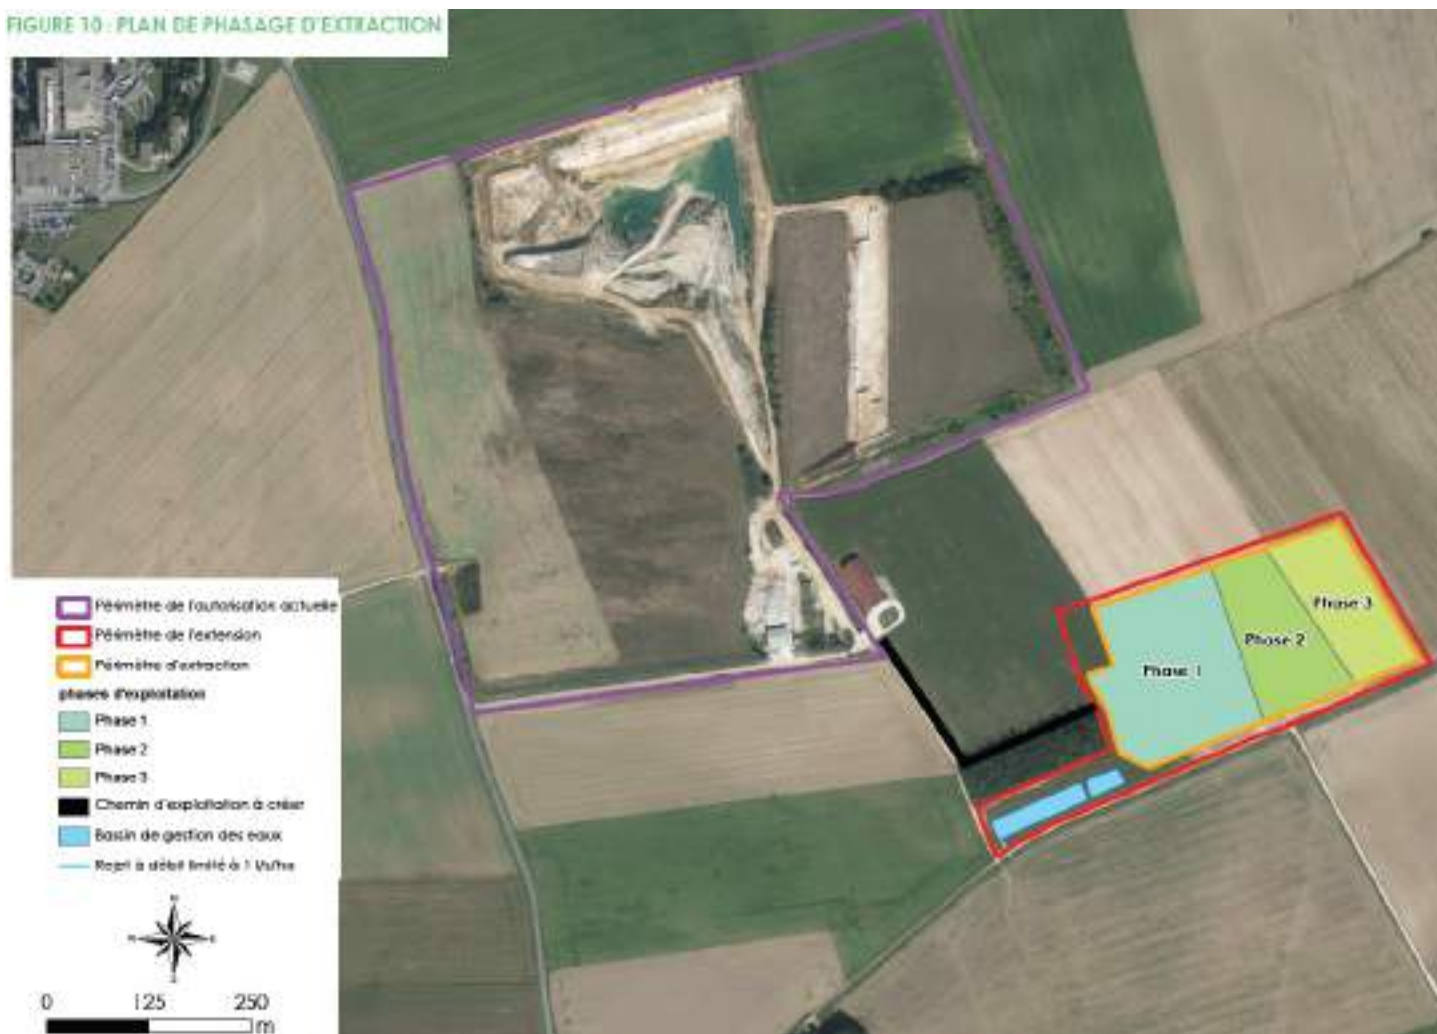 FIGURE 10 : PLAN DE PHASAGE D'EXTRACTION
Phase 1
Phase 2
Phase 3
Périmètre de l'autorisation actuelle
Périmètre de l'extension
Périmètre d'extraction
phases d'exploitation
Phase 1
Phase 2
Phase 3
Chemin d'exploitation à créer
Bassin de gestion des eaux
Rejet à débit limité à 1 l/s/ha
0 125 250
m